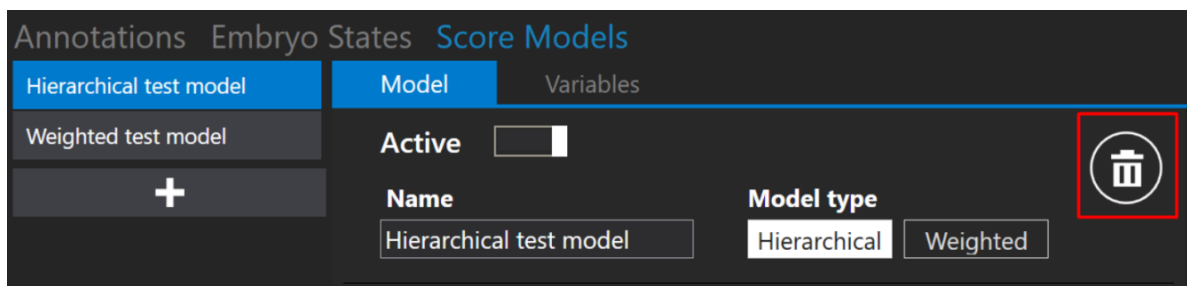 Annotations Embryo States Score Models
Hierarchical test model
Weighted test model
Model Variables
Active
Name
Hierarchical test model
Model type
Hierarchical Weighted